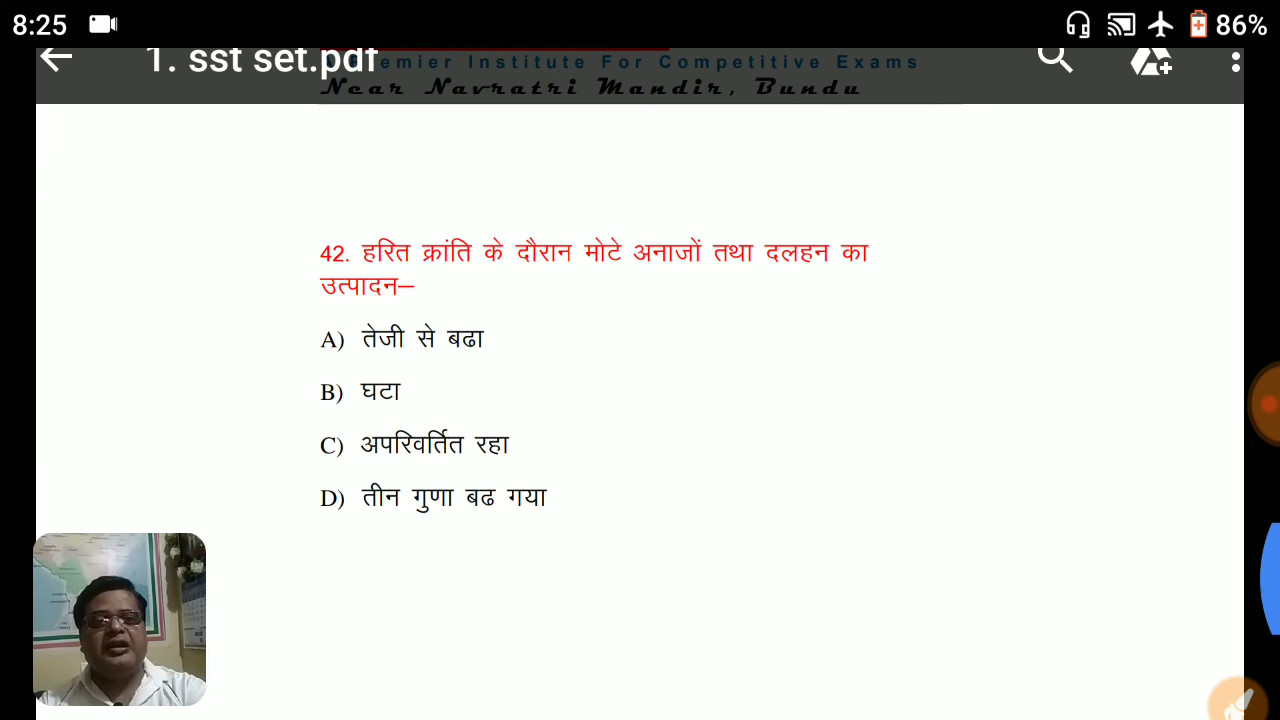 8:25 86%
1. sst set.pdf
Premier Institute For Competitive Exams
Near Navratri Mandir, Bundu
42. हरित क्रांति के दौरान मोटे अनाजों तथा दलहन का
उत्पादन–
A) तेजी से बढा
B) घटा
C) अपरिवर्तित रहा
D) तीन गुणा बढ गया